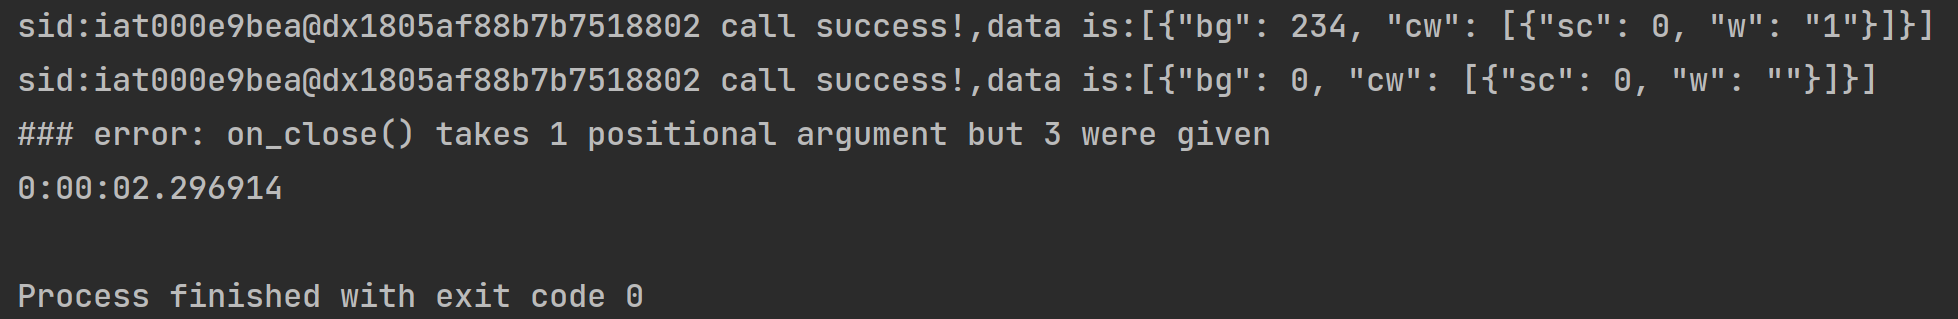 sid:iat000e9bea@dx1805af88b7b7518802 call success!,data is:[{"bg": 234, "cw": [{"sc": 0, "w": "1"}]}]
sid:iat000e9bea@dx1805af88b7b7518802 call success!,data is:[{"bg": 0, "cw": [{"sc": 0, "w": ""}]}]
### error: on_close() takes 1 positional argument but 3 were given
0:00:02.296914
Process finished with exit code 0